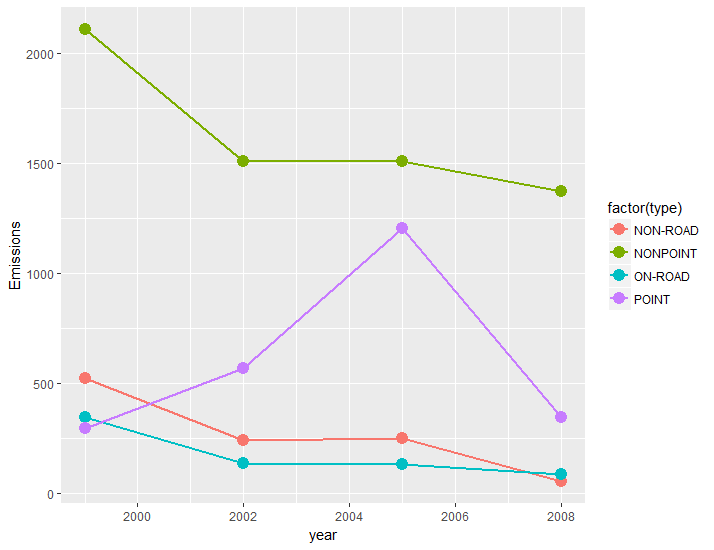 2000
1500
1000
500
0
Emissions
2000 2002 2004 2006 2008
year
factor(type)
NON-ROAD
NONPOINT
ON-ROAD
POINT